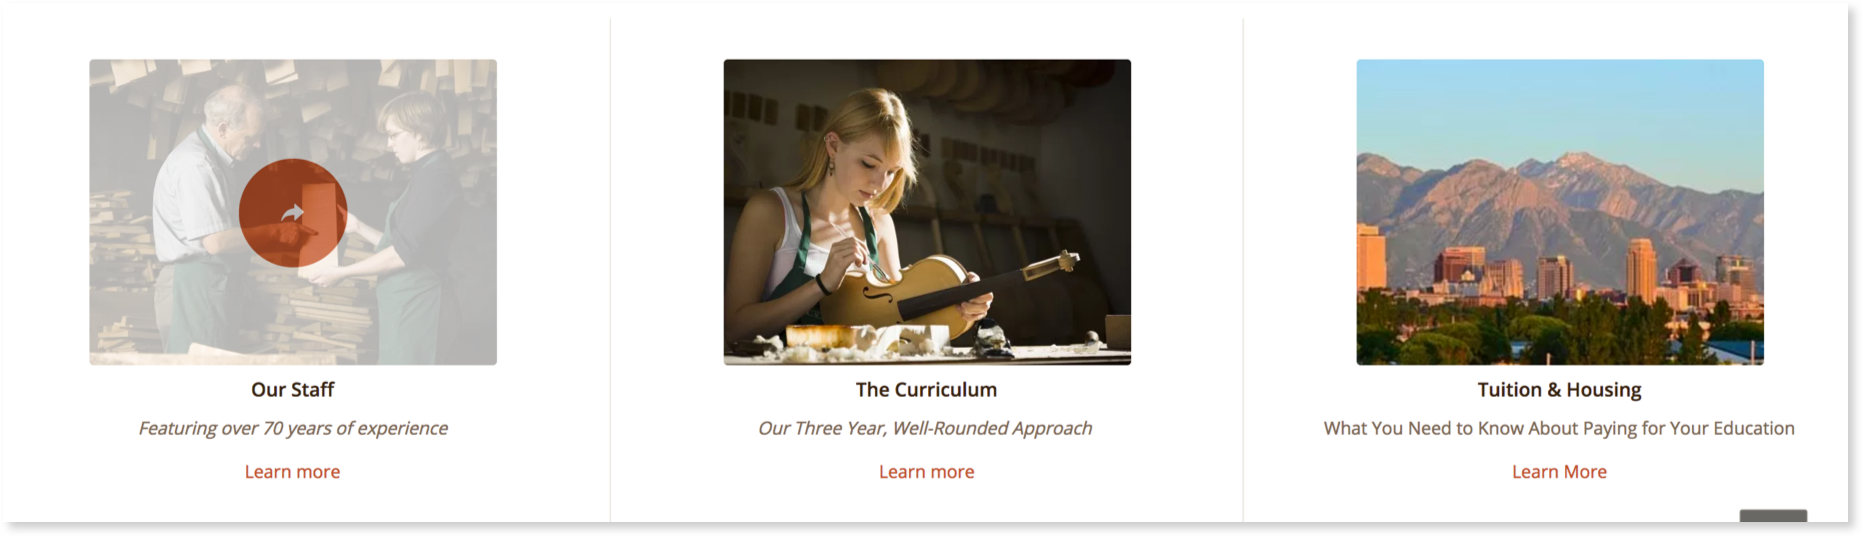 Our Staff
Featuring over 70 years of experience
Learn more
The Curriculum
Our Three Year, Well-Rounded Approach
Learn more
Tuition & Housing
What You Need to Know About Paying for Your Education
Learn More